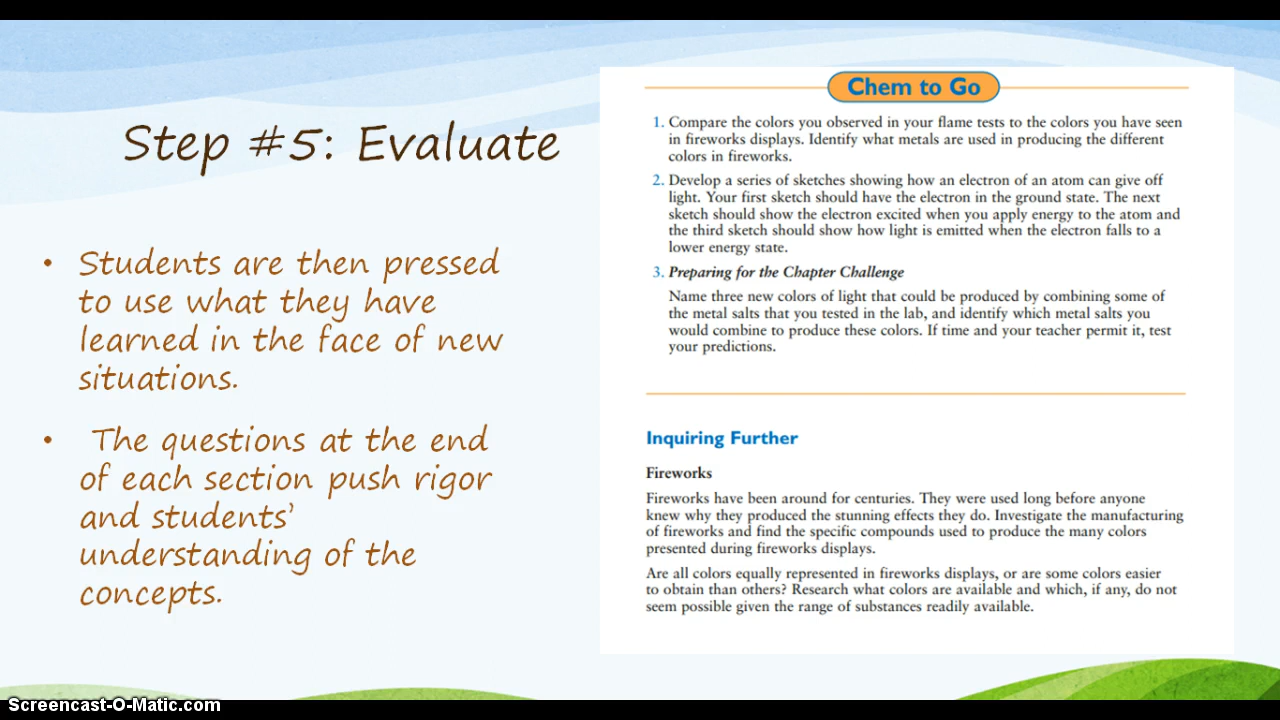 Step #5: Evaluate
• Students are then pressed
to use what they have
learned in the face of new
situations.
• The questions at the end
of each section push rigor
and students’
understanding of the
concepts.
Chem to Go
1. Compare the colors you observed in your flame tests to the colors you have seen
in fireworks displays. Identify what metals are used in producing the different
colors in fireworks.
2. Develop a series of sketches showing how an electron of an atom can give off
light. Your first sketch should have the electron in the ground state. The next
sketch should show the electron excited when you apply energy to the atom and
the third sketch should show how light is emitted when the electron falls to a
lower energy state.
3. Preparing for the Chapter Challenge
Name three new colors of light that could be produced by combining some of
the metal salts that you tested in the lab, and identify which metal salts you
would combine to produce these colors. If time and your teacher permit it, test
your predictions.
Inquiring Further
Fireworks
Fireworks have been around for centuries. They were used long before anyone
knew why they produced the stunning effects they do. Investigate the manufacturing
of fireworks and find the specific compounds used to produce the many colors
presented during fireworks displays.
Are all colors equally represented in fireworks displays, or are some colors easier
to obtain than others? Research what colors are available and which, if any, do not
seem possible given the range of substances readily available.
Screencast-O-Matic.com